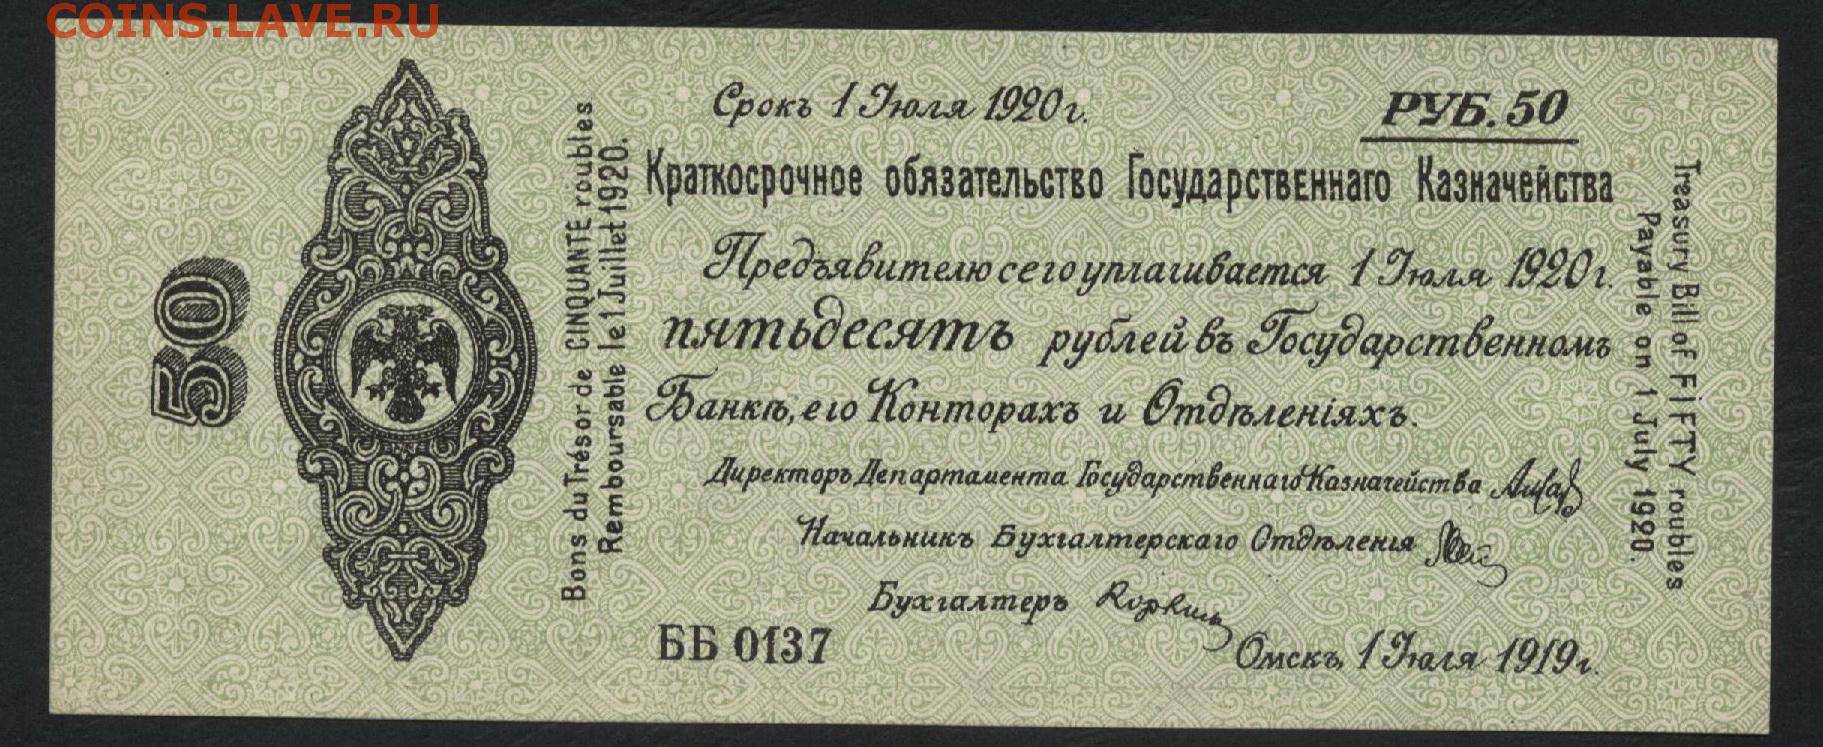 COINS.LAVE.RU
Срокъ 1 Іюля 1920 г.
РУБ. 50
Краткосрочное обязательство Государственнаго Казначейства
Предъявителю сего уплачивается 1 Іюля 1920 г.
пятьдесятъ рублей въ Государственномъ
Банкѣ, его Конторахъ и Отдѣленіяхъ.
Директоръ Департамента Государственнаго Казначейства
Начальникъ Бухгалтерскаго Отдѣленія
Бухгалтеръ
ББ 0137
Омскъ, 1 Іюля 1919 г.
50
Bons du Trésor de CINQUANTE roubles
Remboursable le 1 Juillet 1920.
Treasury Bill of FIFTY roubles
Payable on 1 July 1920.